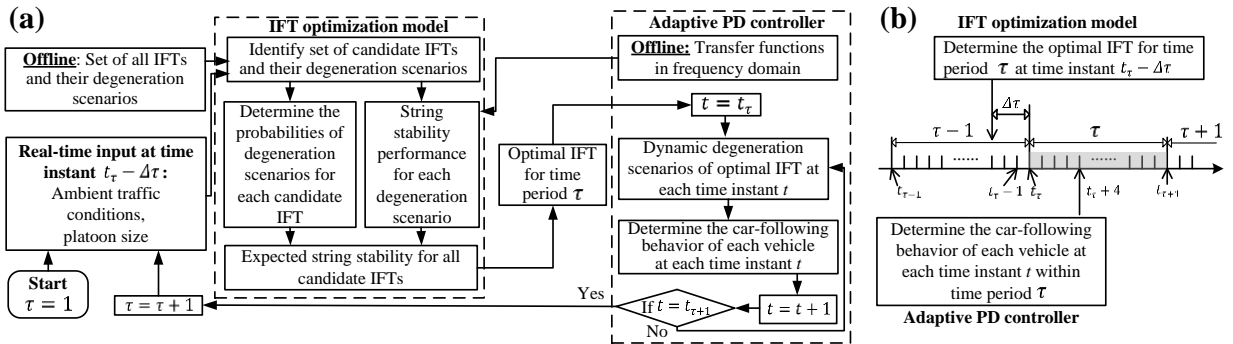 (a)
IFT optimization model
Offline: Set of all IFTs
and their degeneration
scenarios
Identify set of candidate IFTs
and their degeneration scenarios
Determine the
probabilities of
degeneration
scenarios for
each candidate
IFT
String
stability
performance
for each
degeneration
scenario
Real-time input at time
instant t_τ − Δτ:
Ambient traffic
conditions,
platoon size
Expected string stability for all
candidate IFTs
Start
τ = 1
τ = τ + 1
Optimal IFT
for time
period τ
Adaptive PD controller
Offline: Transfer functions
in frequency domain
t = t_τ
Dynamic degeneration
scenarios of optimal IFT at
each time instant t
Determine the car-following
behavior of each vehicle
at each time instant t
t = t + 1
If t = t_{τ+1}
Yes
No
(b)
IFT optimization model
Determine the optimal IFT for time
period τ at time instant t_τ − Δτ
Δτ
τ − 1
τ
τ + 1
......
......
t_{τ−1}
t_τ − 1
t_τ
t_τ + 4
t_{τ+1}
Determine the car-following
behavior of each vehicle at
each time instant t within
time period τ
Adaptive PD controller